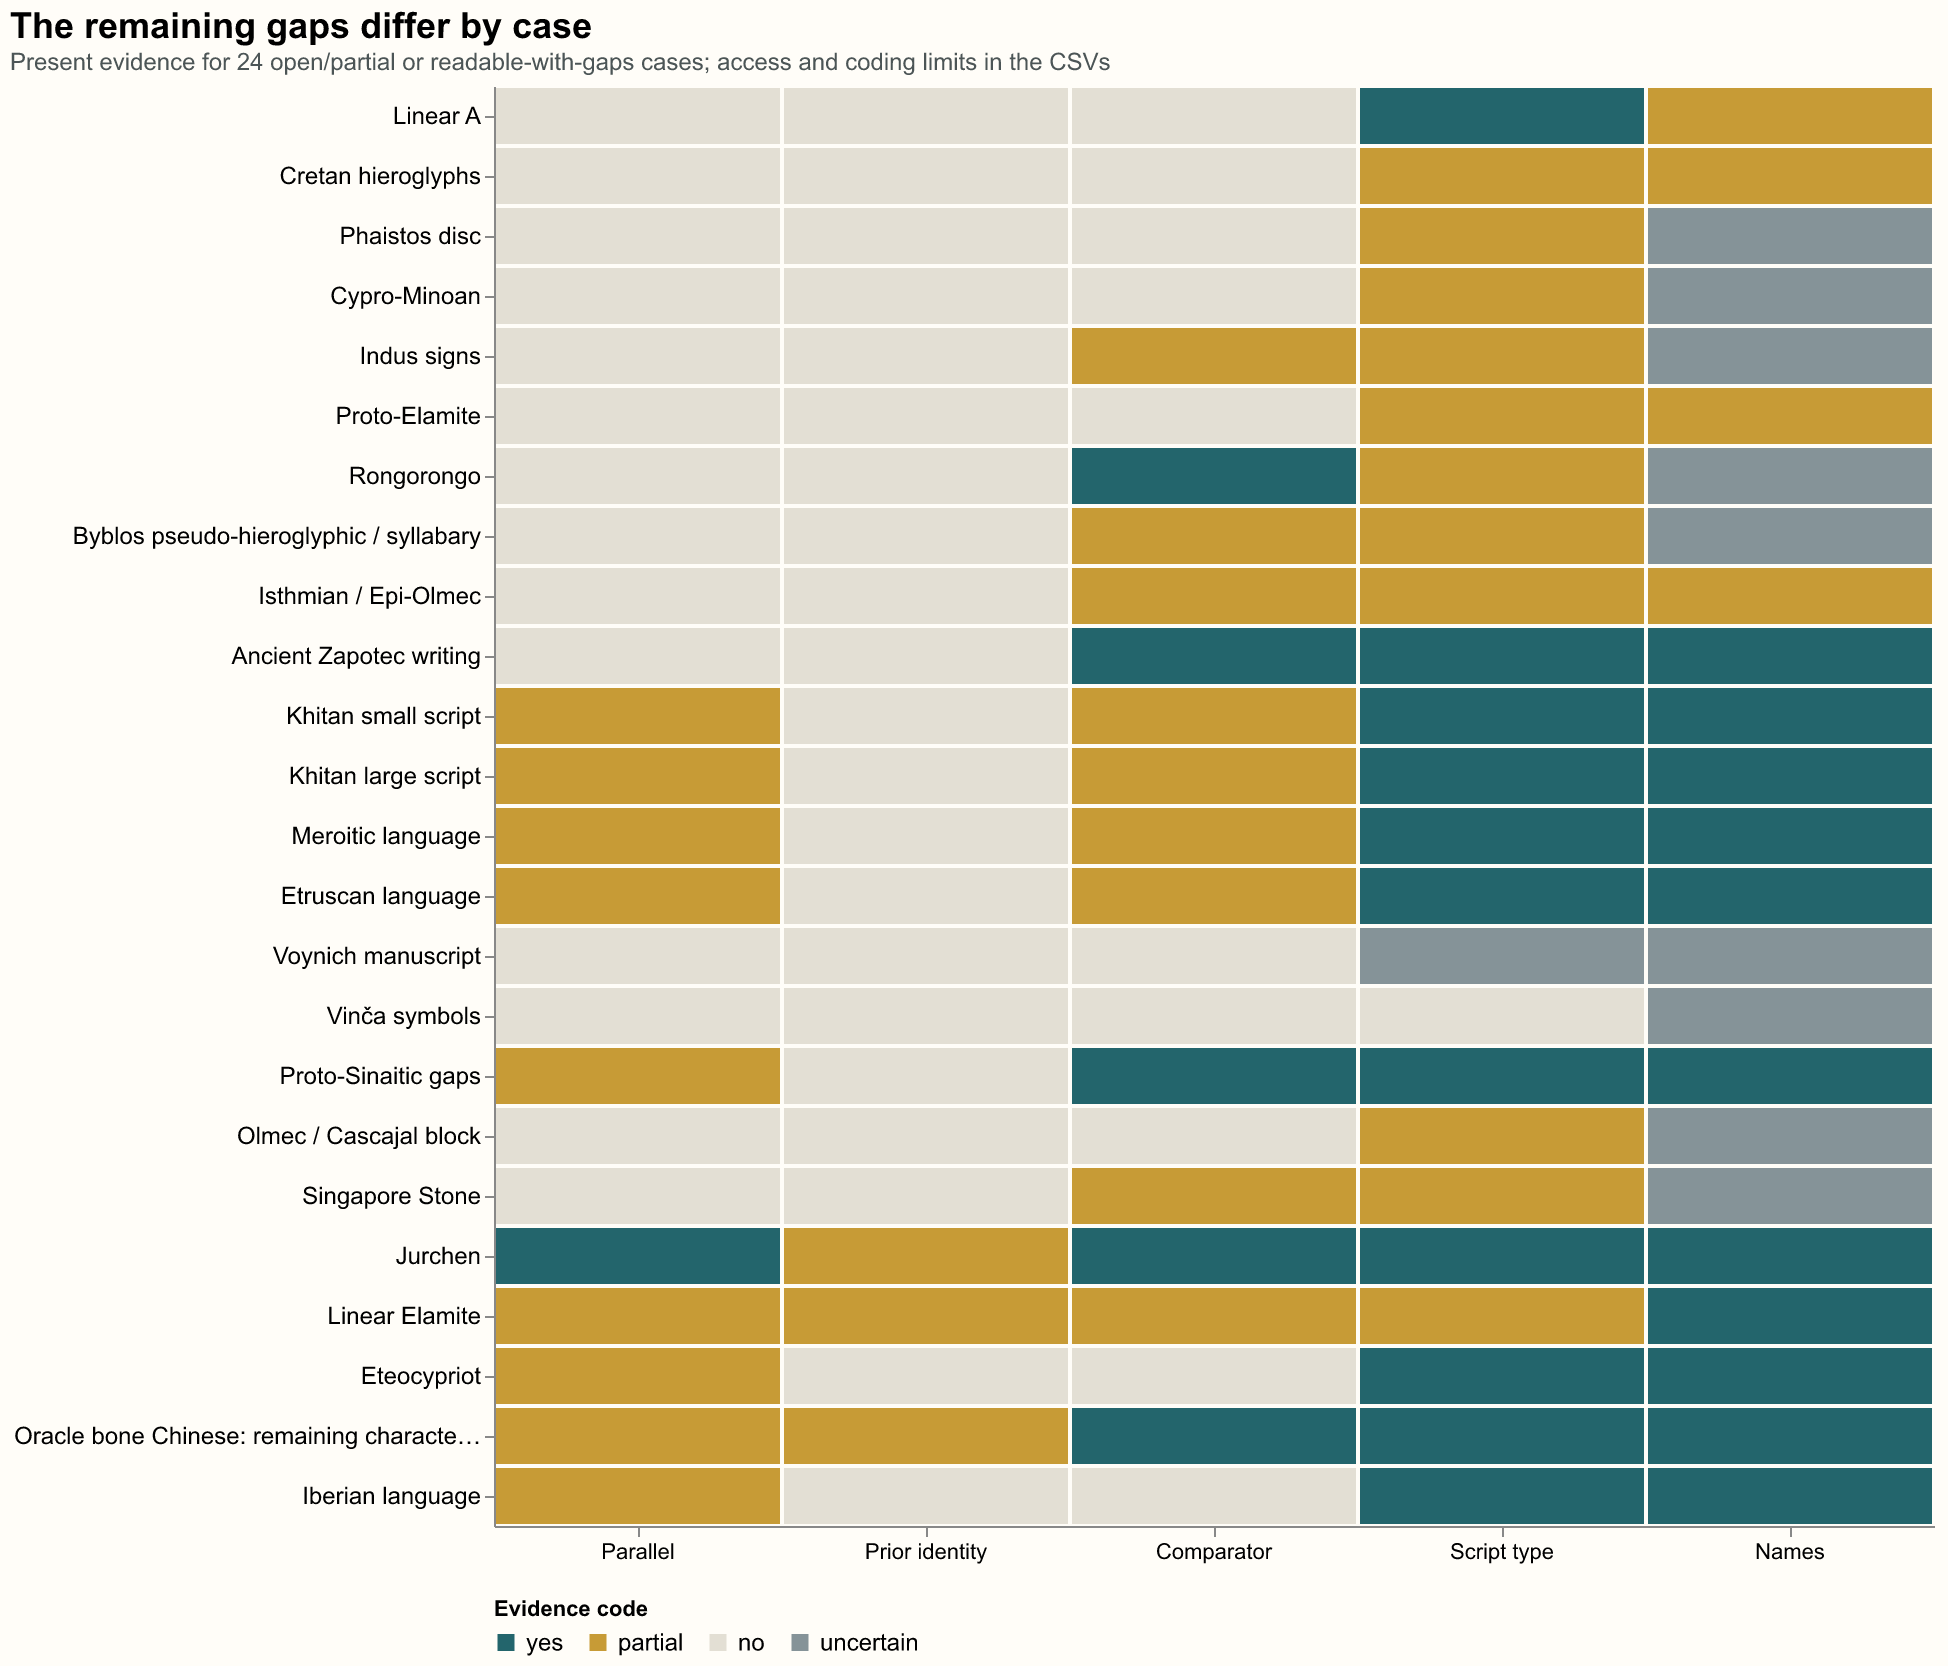 The remaining gaps differ by case
Present evidence for 24 open/partial or readable-with-gaps cases; access and coding limits in the CSVs
Linear A
Cretan hieroglyphs
Phaistos disc
Cypro-Minoan
Indus signs
Proto-Elamite
Rongorongo
Byblos pseudo-hieroglyphic / syllabary
Isthmian / Epi-Olmec
Ancient Zapotec writing
Khitan small script
Khitan large script
Meroitic language
Etruscan language
Voynich manuscript
Vinča symbols
Proto-Sinaitic gaps
Olmec / Cascajal block
Singapore Stone
Jurchen
Linear Elamite
Eteocypriot
Oracle bone Chinese: remaining characte…
Iberian language
Parallel Prior identity Comparator Script type Names
Evidence code
yes partial no uncertain